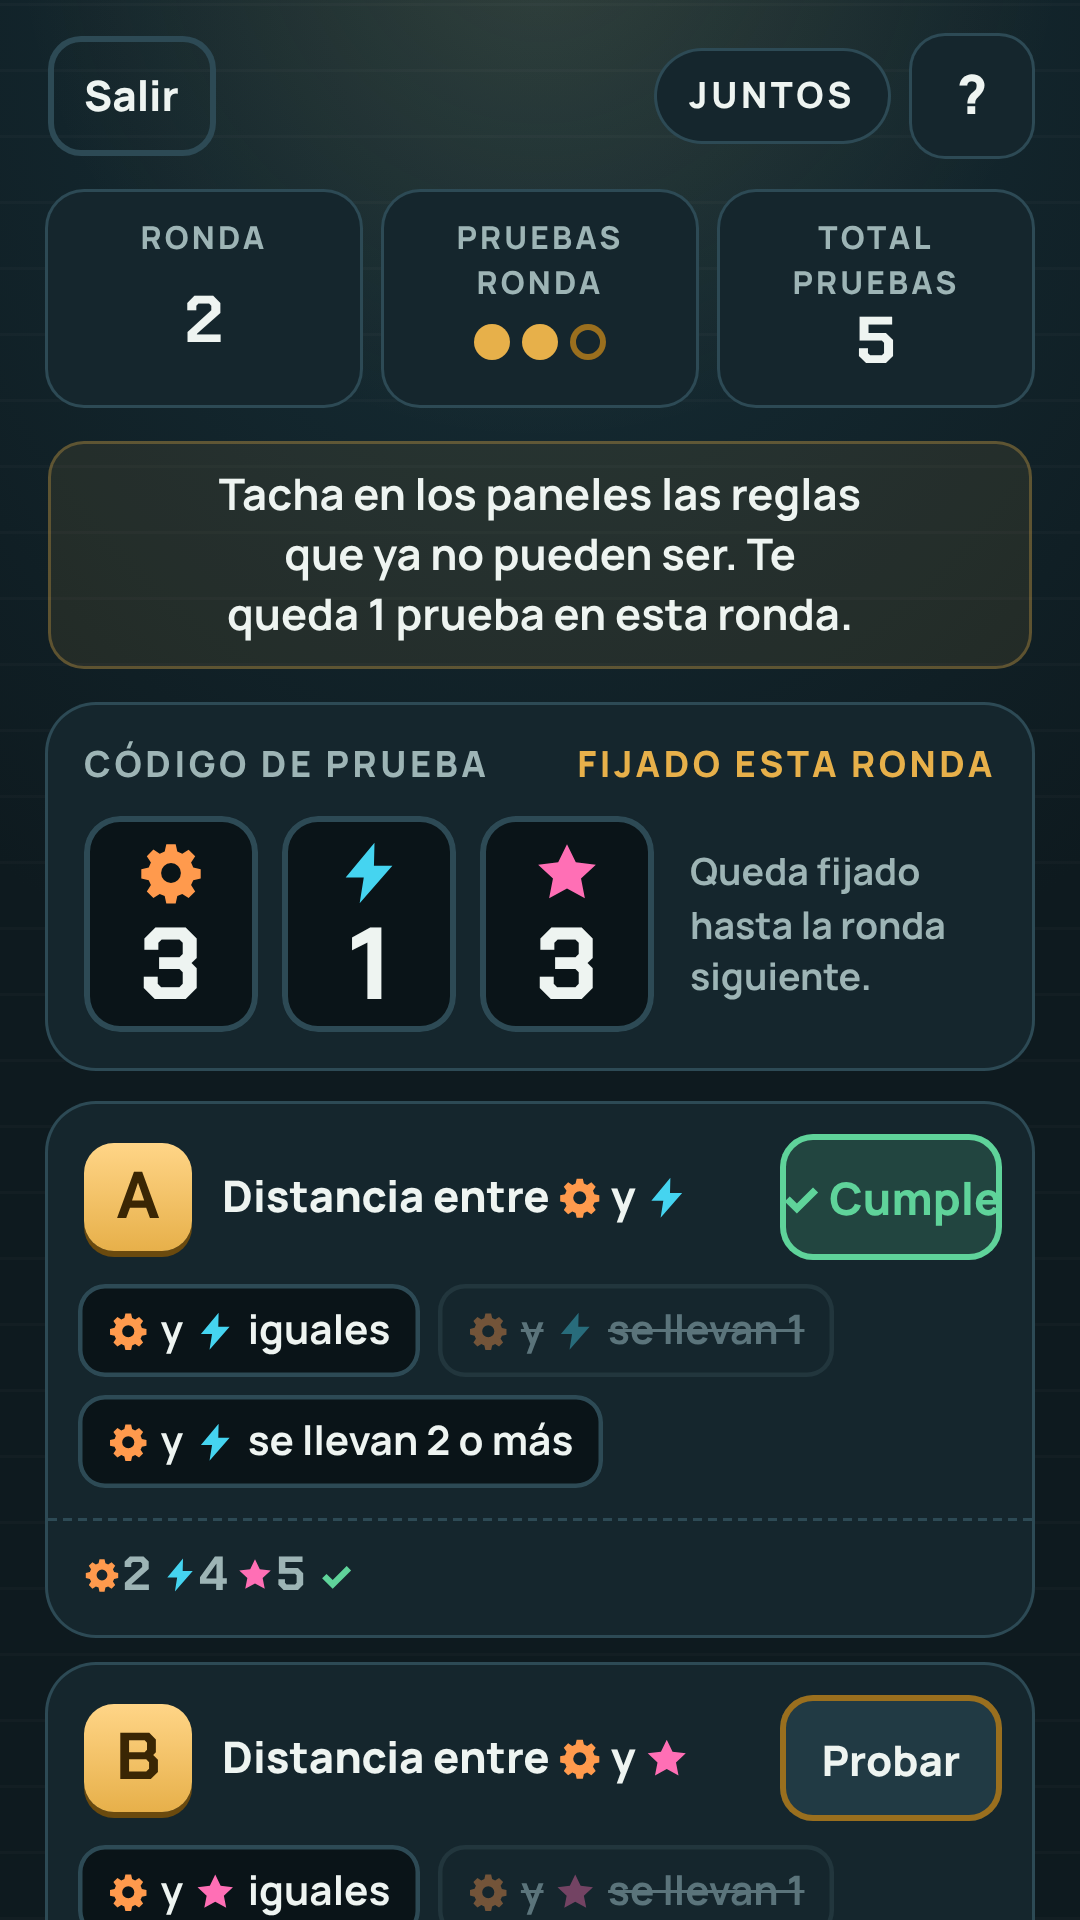 Salir
JUNTOS
?
RONDA
2
PRUEBAS
RONDA
TOTAL
PRUEBAS
5
Tacha en los paneles las reglas
que ya no pueden ser. Te
queda 1 prueba en esta ronda.
CÓDIGO DE PRUEBA
FIJADO ESTA RONDA
3
1
3
Queda fijado
hasta la ronda
siguiente.
A
Distancia entre y
Cumple
y iguales
y se llevan 1
y se llevan 2 o más
2 4 5
B
Distancia entre y
Probar
y iguales
y se llevan 1